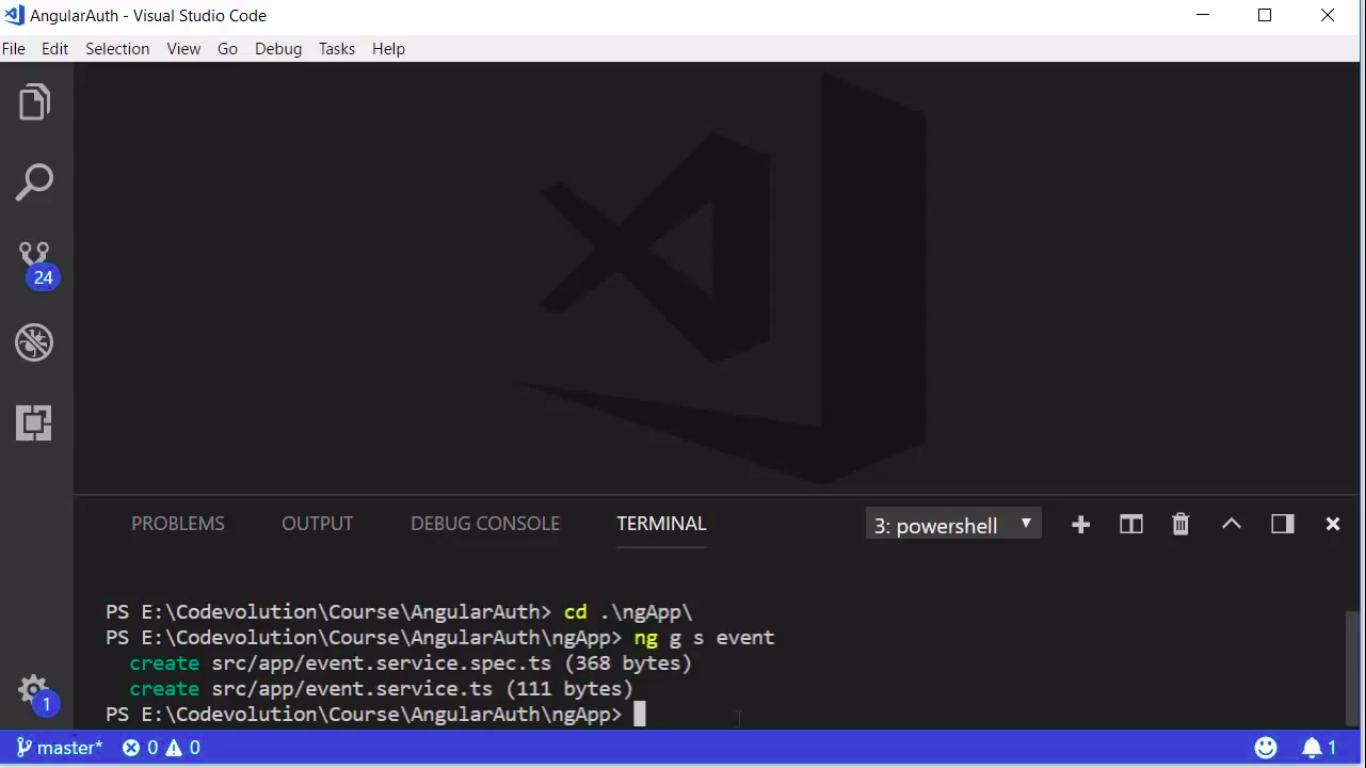 AngularAuth - Visual Studio Code
File Edit Selection View Go Debug Tasks Help
24
PROBLEMS OUTPUT DEBUG CONSOLE TERMINAL 3: powershell
PS E:\Codevolution\Course\AngularAuth> cd .\ngApp\
PS E:\Codevolution\Course\AngularAuth\ngApp> ng g s event
create src/app/event.service.spec.ts (368 bytes)
create src/app/event.service.ts (111 bytes)
PS E:\Codevolution\Course\AngularAuth\ngApp>
1
master* 0 0 1